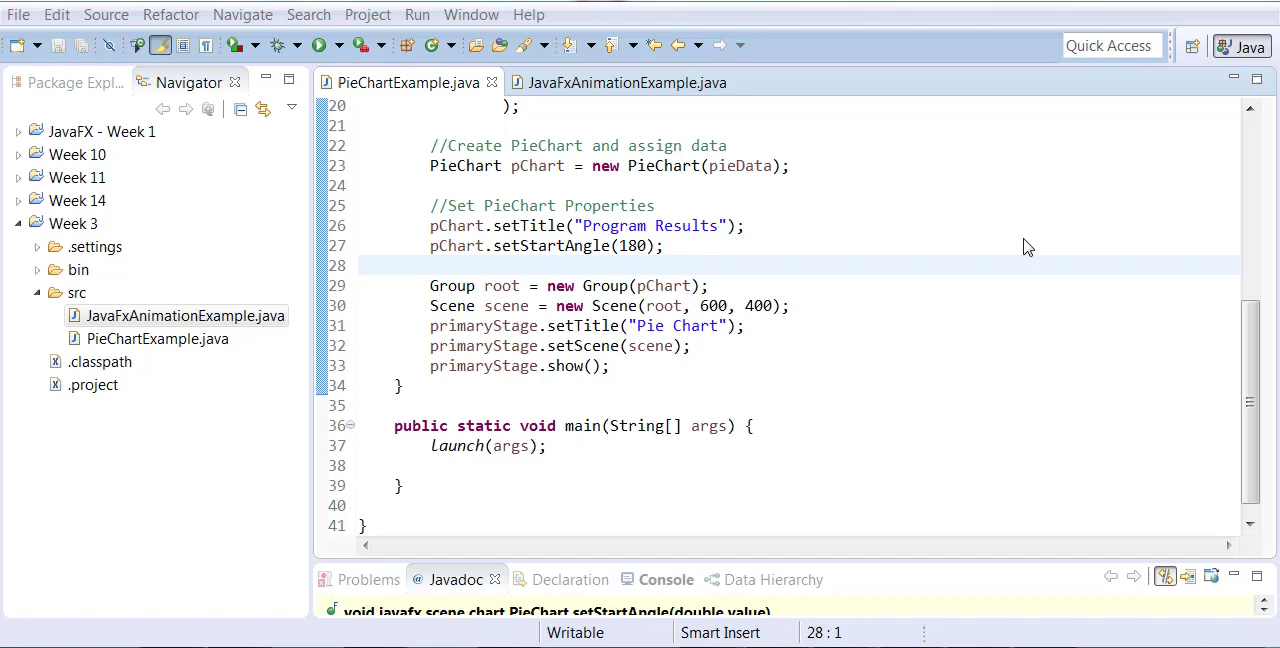 File Edit Source Refactor Navigate Search Project Run Window Help
Quick Access Java
Package Expl... Navigator PieChartExample.java JavaFxAnimationExample.java
JavaFX - Week 1
Week 10
Week 11
Week 14
Week 3
.settings
bin
src
JavaFxAnimationExample.java
PieChartExample.java
.classpath
.project
20 );
21
22 //Create PieChart and assign data
23 PieChart pChart = new PieChart(pieData);
24
25 //Set PieChart Properties
26 pChart.setTitle("Program Results");
27 pChart.setStartAngle(180);
28
29 Group root = new Group(pChart);
30 Scene scene = new Scene(root, 600, 400);
31 primaryStage.setTitle("Pie Chart");
32 primaryStage.setScene(scene);
33 primaryStage.show();
34 }
35
36 public static void main(String[] args) {
37 launch(args);
38
39 }
40
41 }
Problems Javadoc Declaration Console Data Hierarchy
void javafx.scene.chart.PieChart.setStartAngle(double value)
Writable Smart Insert 28 : 1